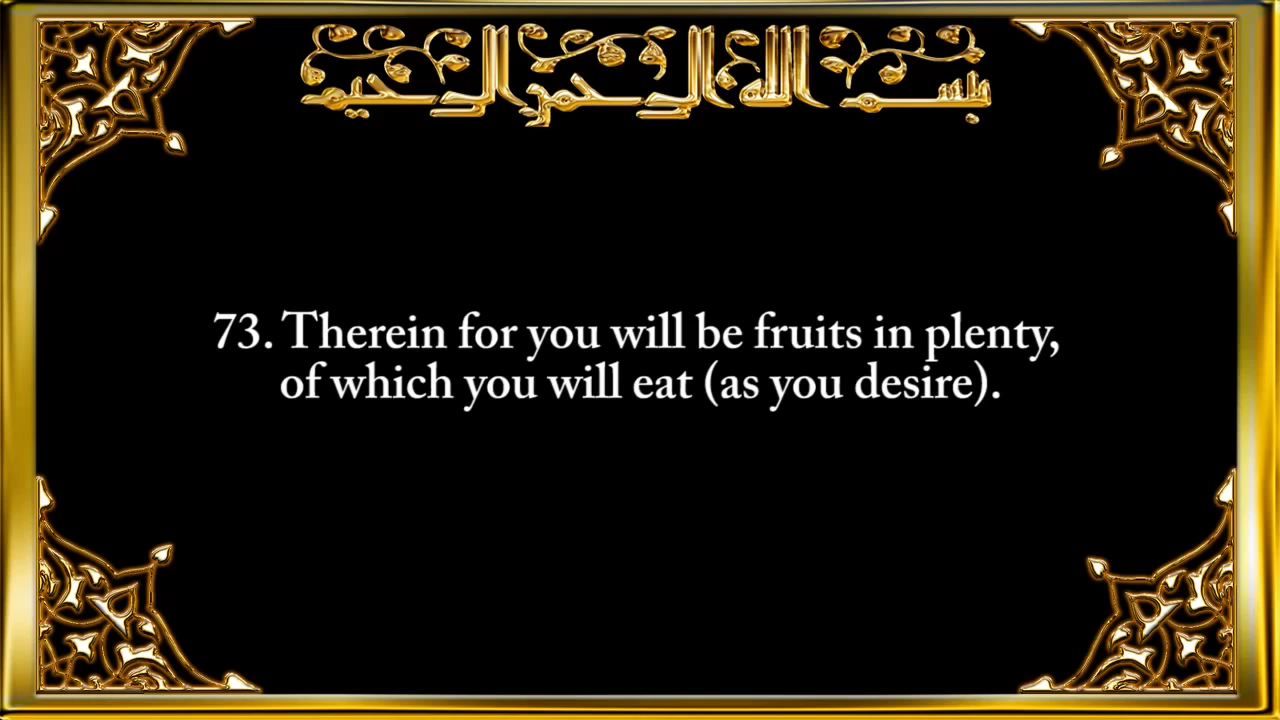 بسم الله الرحمن الرحيم
73. Therein for you will be fruits in plenty,
of which you will eat (as you desire).